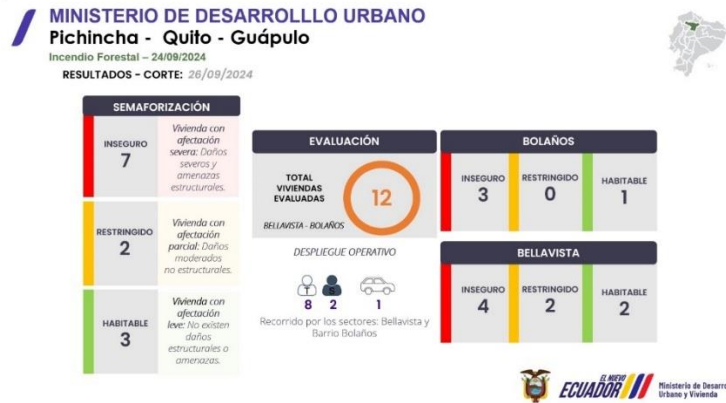 MINISTERIO DE DESARROLLLO URBANO
Pichincha - Quito - Guápulo
Incendio Forestal – 24/09/2024
RESULTADOS - CORTE: 26/09/2024
SEMAFORIZACIÓN
INSEGURO
7
Vivienda con
afectación
severa: Daños
severos y
amenazas
estructurales.
RESTRINGIDO
2
Vivienda con
afectación
parcial: Daños
moderados
no estructurales.
HABITABLE
3
Vivienda con
afectación
leve: No existen
daños
estructurales o
amenazas.
EVALUACIÓN
TOTAL
VIVIENDAS
EVALUADAS
12
BELLAVISTA - BOLAÑOS
DESPLIEGUE OPERATIVO
T S
8 2 1
Recorrido por los sectores: Bellavista y
Barrio Bolaños
BOLAÑOS
INSEGURO
3
RESTRINGIDO
0
HABITABLE
1
BELLAVISTA
INSEGURO
4
RESTRINGIDO
2
HABITABLE
2
EL NUEVO
ECUADOR
Ministerio de Desarro
Urbano y Vivienda